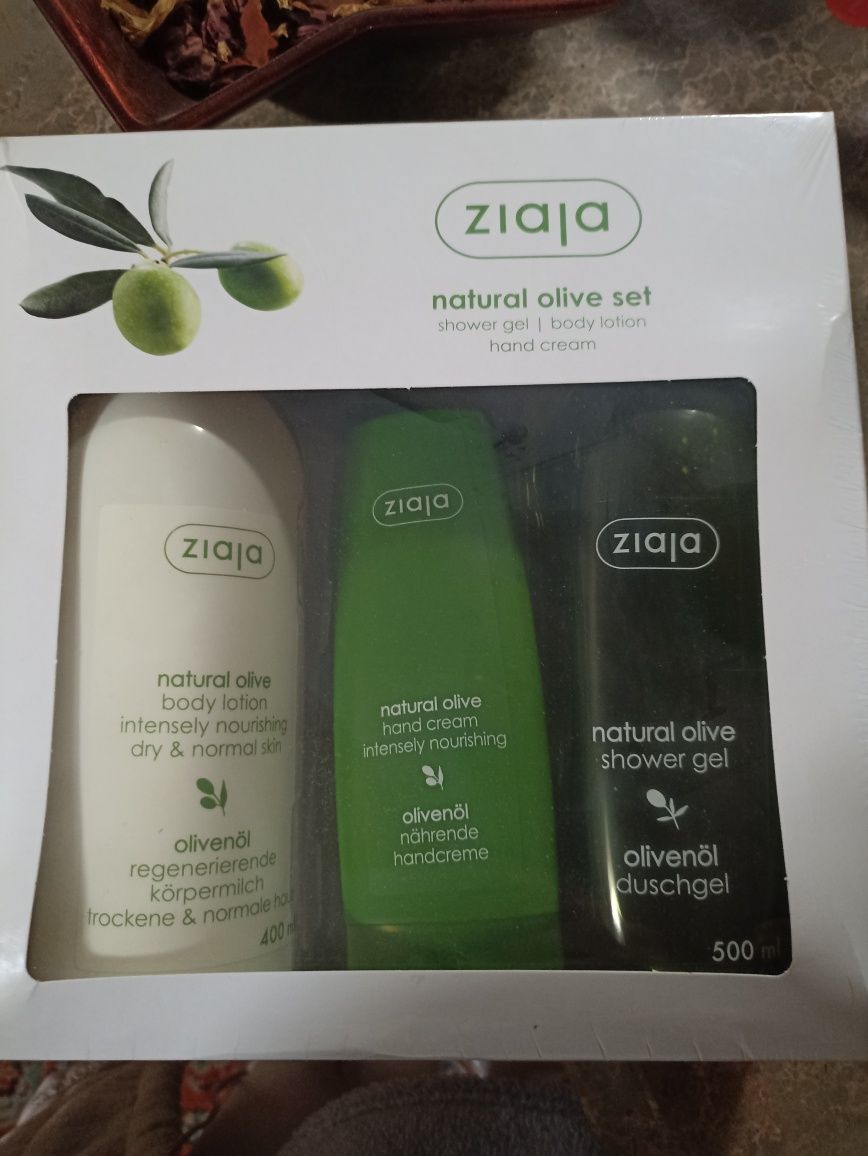 ziaja
natural olive set
shower gel | body lotion
hand cream
ziaja
natural olive
body lotion
intensely nourishing
dry & normal skin
olivenöl
regenerierende
körpermilch
trockene & normale
400 ml
ziaja
natural olive
hand cream
intensely nourishing
olivenöl
nährende
handcreme
ziaja
natural olive
shower gel
olivenöl
duschgel
500 ml